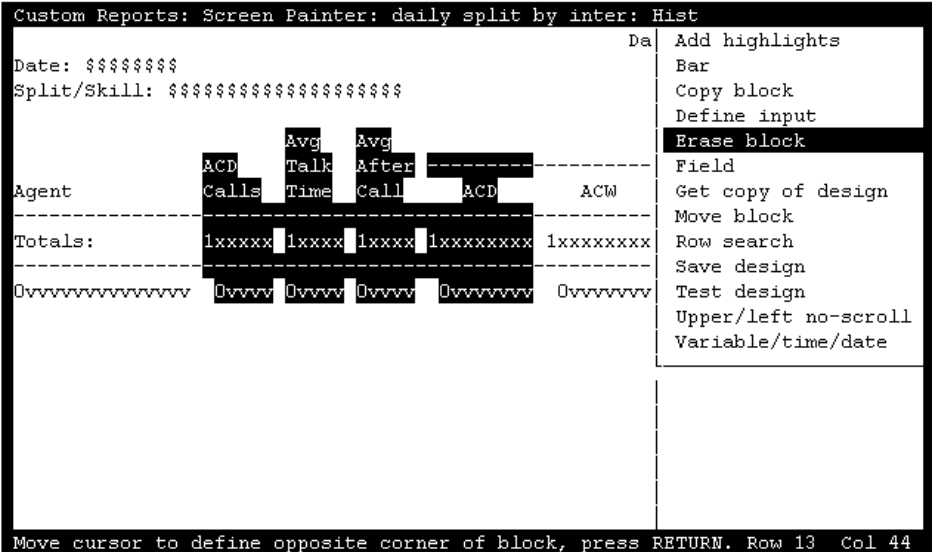 Custom Reports: Screen Painter: daily split by inter: Hist
Da Add highlights
Date: $$$$$$$$ Bar
Split/Skill: $$$$$$$$$$$$$$$$$$$$ Copy block
Define input
Avg Avg Erase block
ACD Talk After ------------------- Field
Agent Calls Time Call ACD ACW Get copy of design
------------------------------------------------------ Move block
Totals: 1xxxxx 1xxxx 1xxxx 1xxxxxxxx 1xxxxxxxx Row search
------------------------------------------------------ Save design
0vvvvvvvvvvvvvv 0vvvv 0vvvv 0vvvv 0vvvvvvv 0vvvvvvv Test design
Upper/left no-scroll
Variable/time/date
Move cursor to define opposite corner of block, press RETURN. Row 13 Col 44